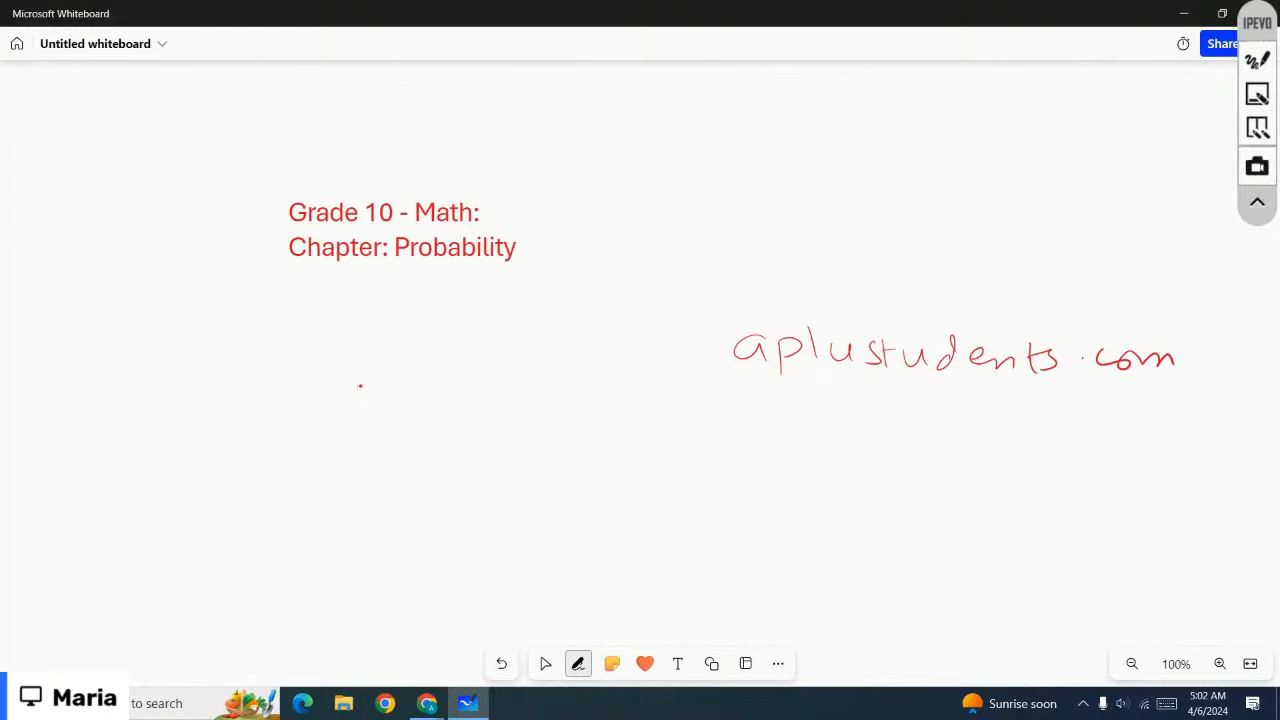 Microsoft Whiteboard
IPEVO
Untitled whiteboard
Share
Grade 10 - Math:
Chapter: Probability
aplustudents.com
T
100%
Maria
to search
Sunrise soon
5:02 AM
4/6/2024